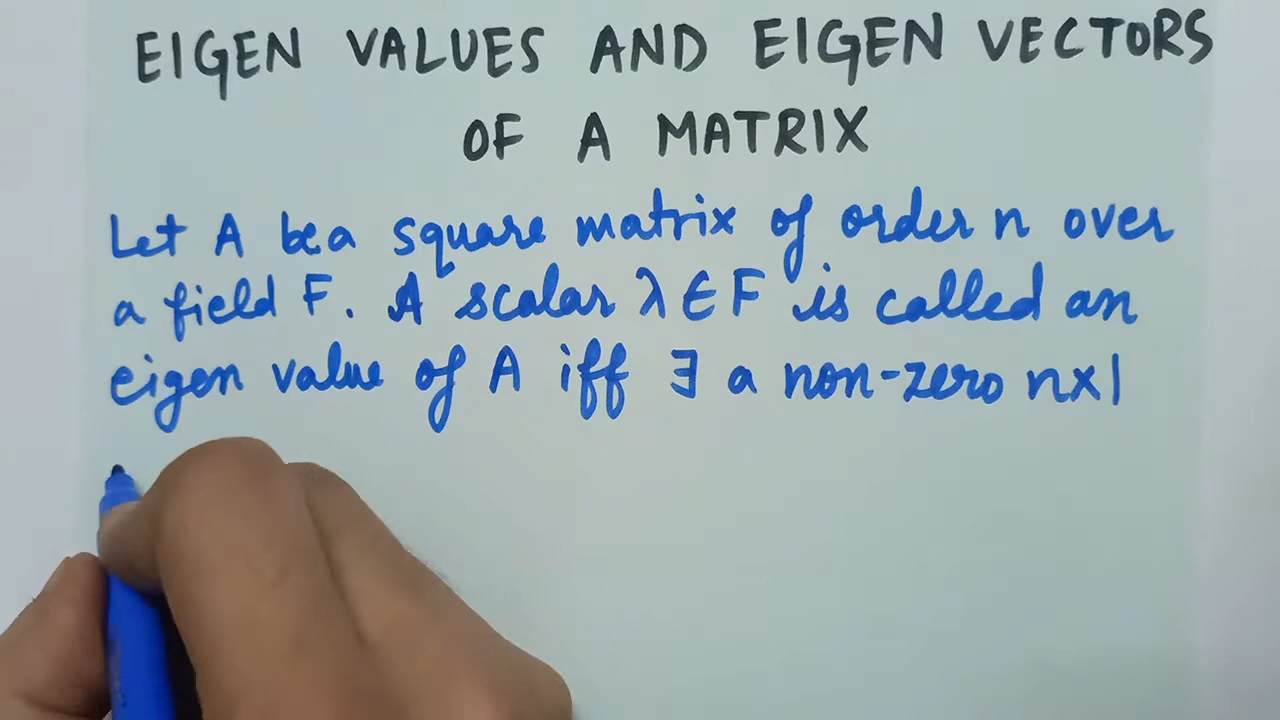 EIGEN VALUES AND EIGEN VECTORS
OF A MATRIX
Let A be a square matrix of order n over
a field F. A scalar λ ∈ F is called an
eigen value of A iff ∃ a non-zero n×1